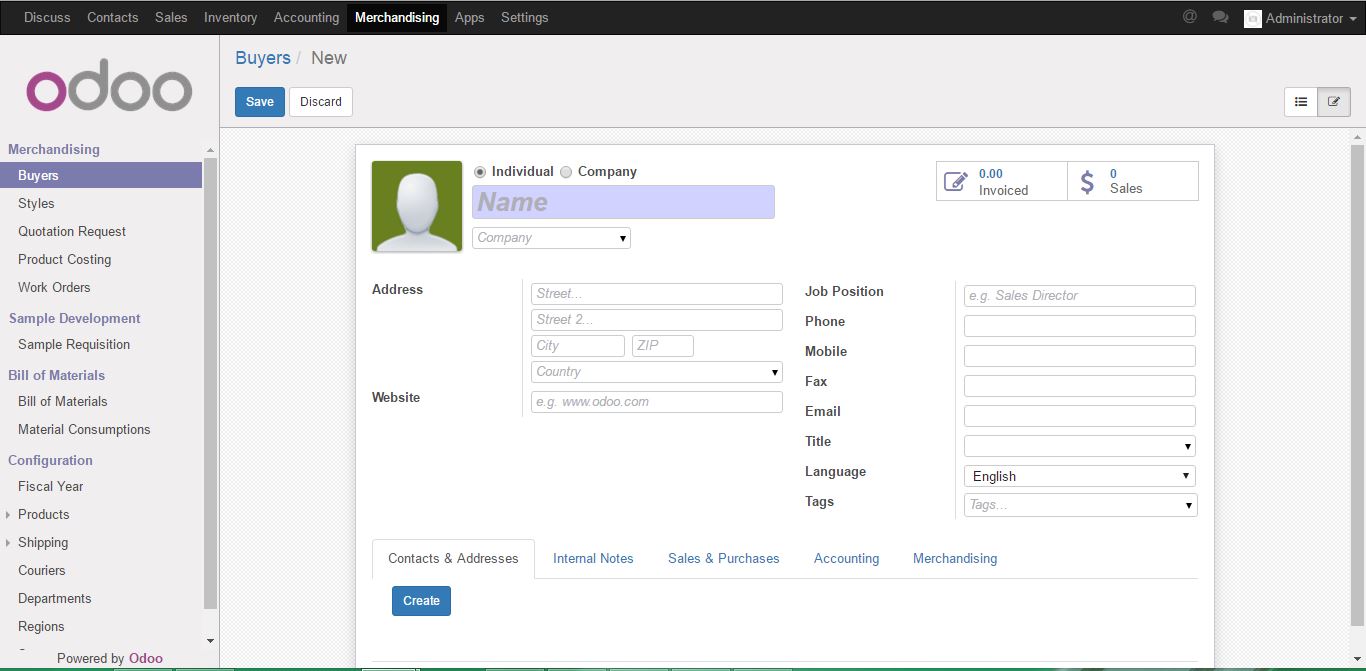 Discuss Contacts Sales Inventory Accounting Merchandising Apps Settings @ Administrator
odoo
Merchandising
Buyers
Styles
Quotation Request
Product Costing
Work Orders
Sample Development
Sample Requisition
Bill of Materials
Bill of Materials
Material Consumptions
Configuration
Fiscal Year
Products
Shipping
Couriers
Departments
Regions
Powered by Odoo
Buyers / New
Save Discard
Individual Company
Name
Company
0.00
Invoiced
$ 0
Sales
Address
Street...
Street 2...
City ZIP
Country
Website e.g. www.odoo.com
Job Position e.g. Sales Director
Phone
Mobile
Fax
Email
Title
Language English
Tags Tags...
Contacts & Addresses Internal Notes Sales & Purchases Accounting Merchandising
Create